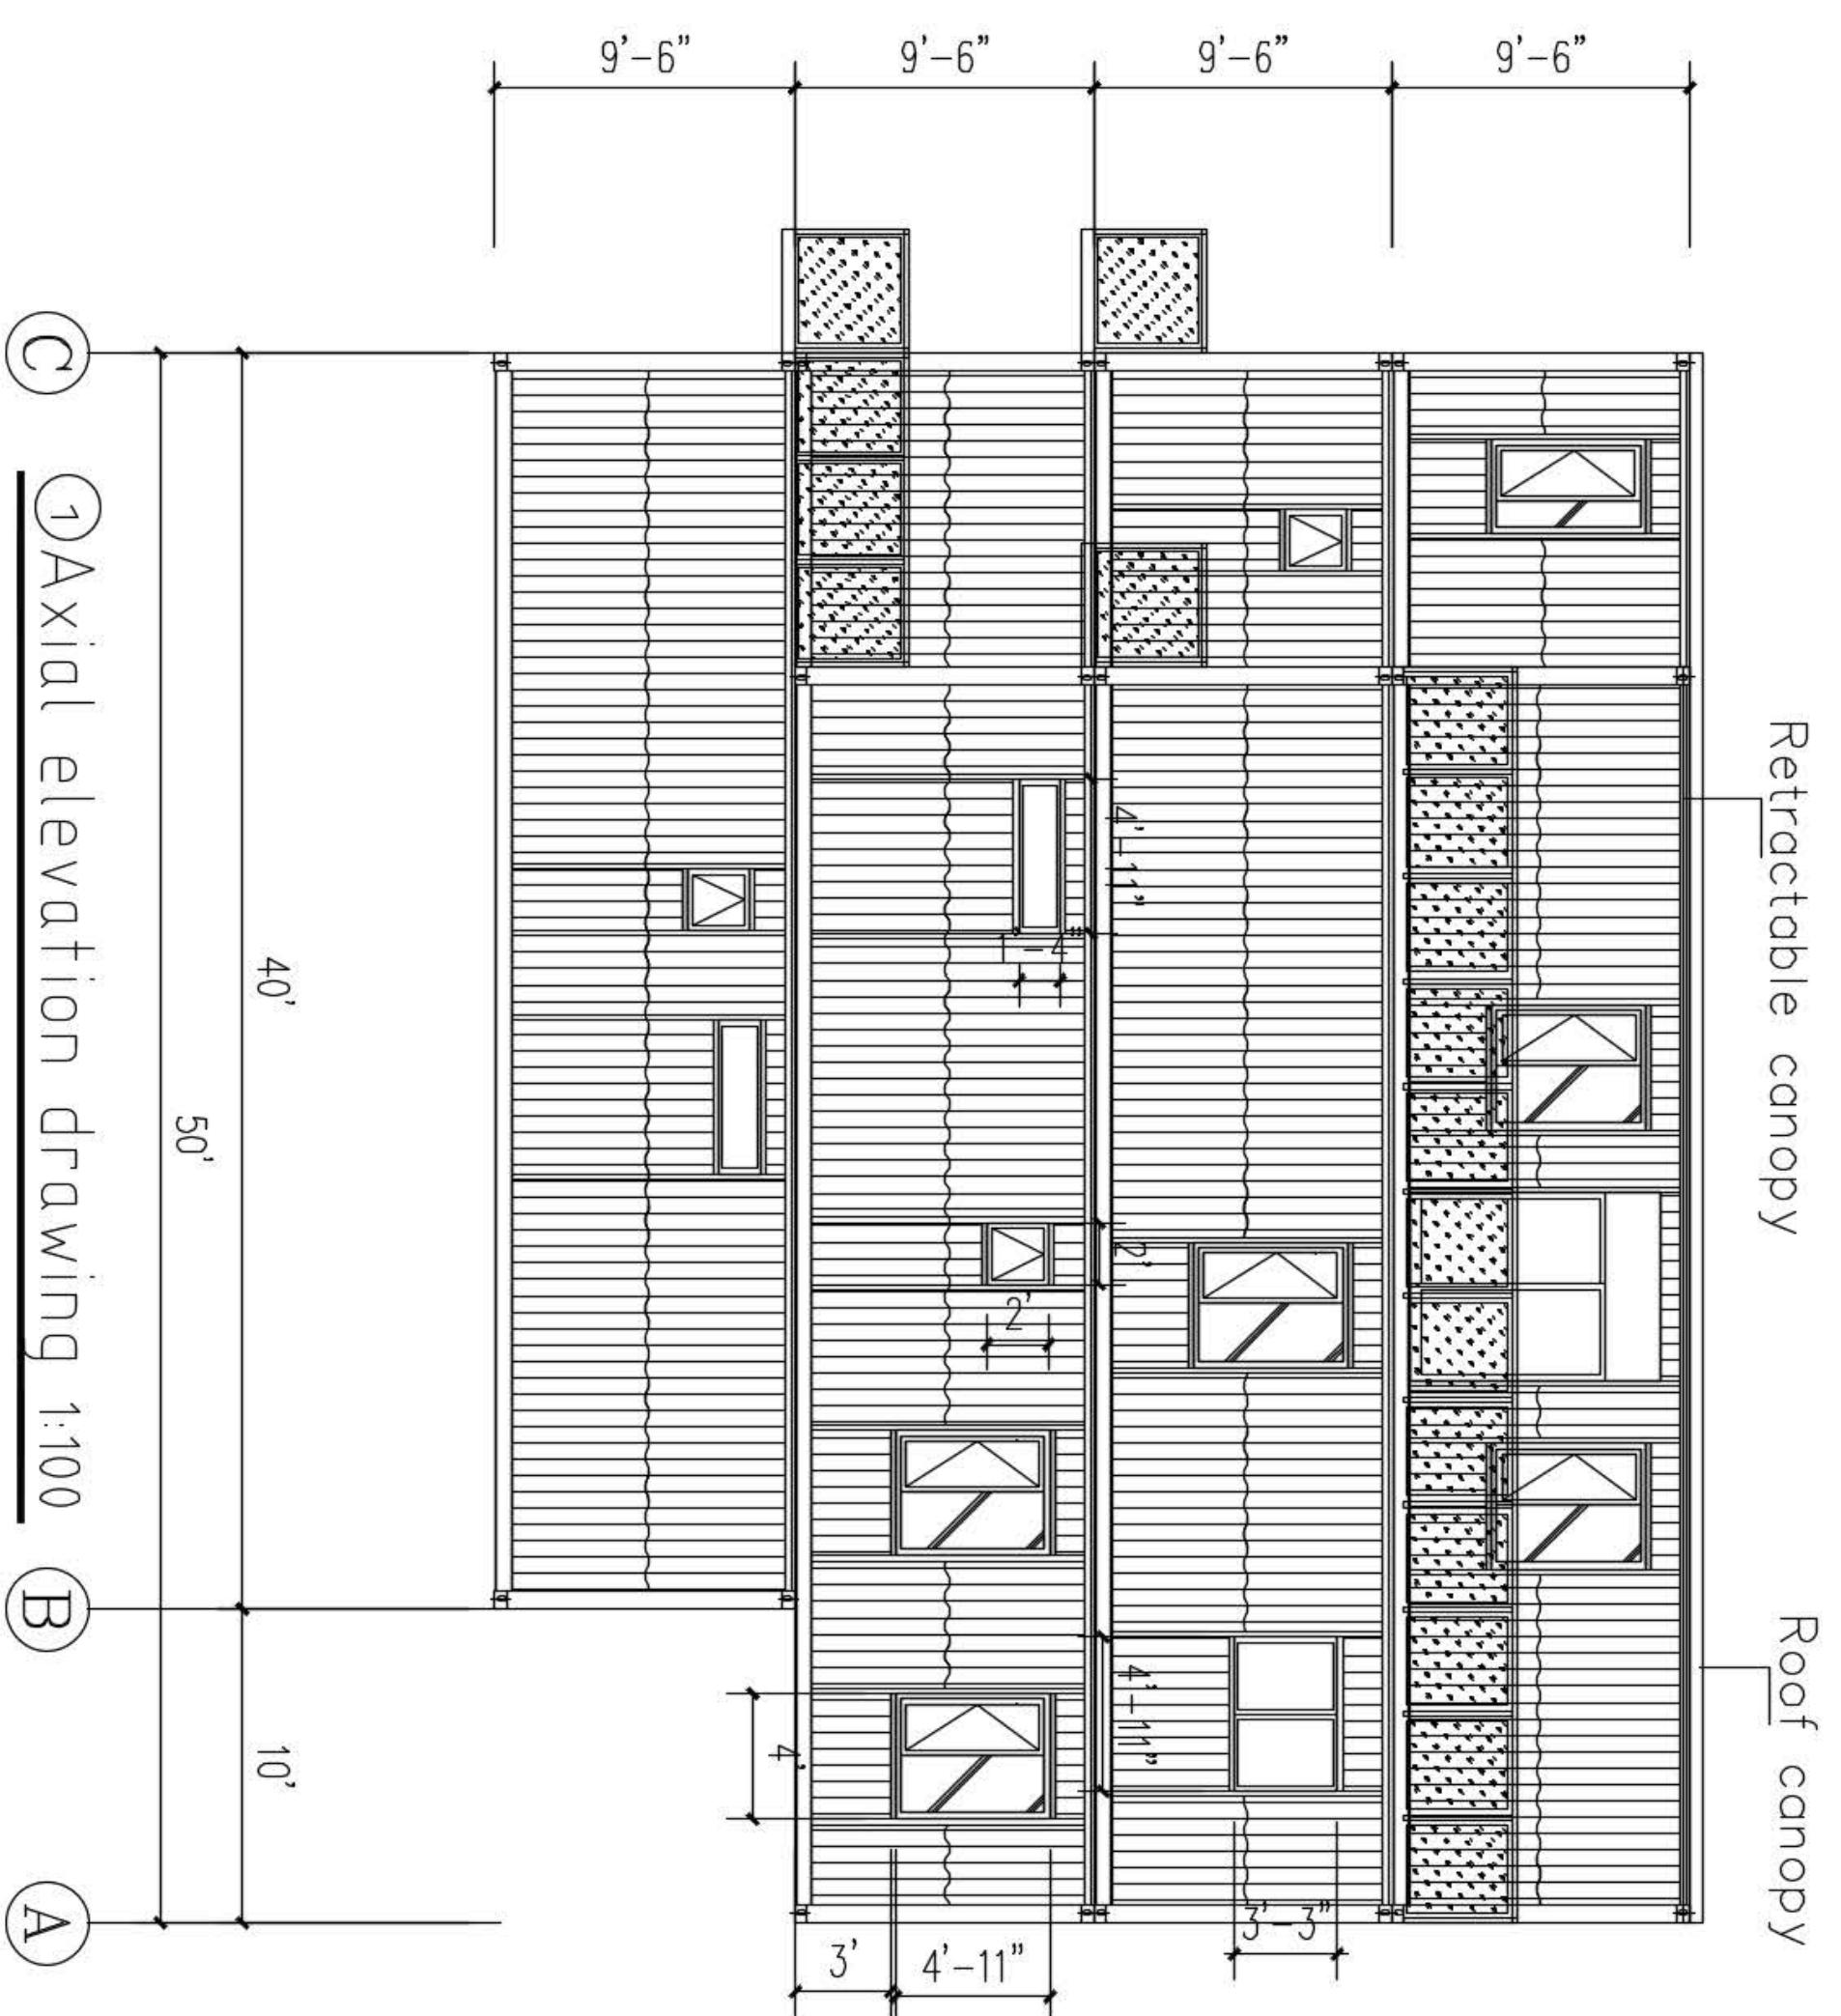 Retractable canopy
Roof canopy
9'-6"
9'-6"
9'-6"
9'-6"
4'-11"
1'-4"
2'
2'
4'-11"
3'-3"
4'
4'-11"
3'
40'
10'
50'
C
B
A
1 Axial elevation drawing 1:100